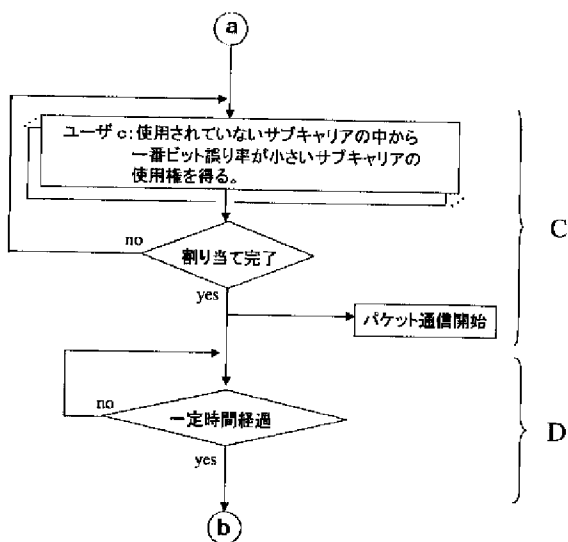 a
ユーザc:使用されていないサブキャリアの中から
一番ビット誤り率が小さいサブキャリアの
使用権を得る。
no
割り当て完了
C
yes
パケット通信開始
no
一定時間経過
D
yes
b